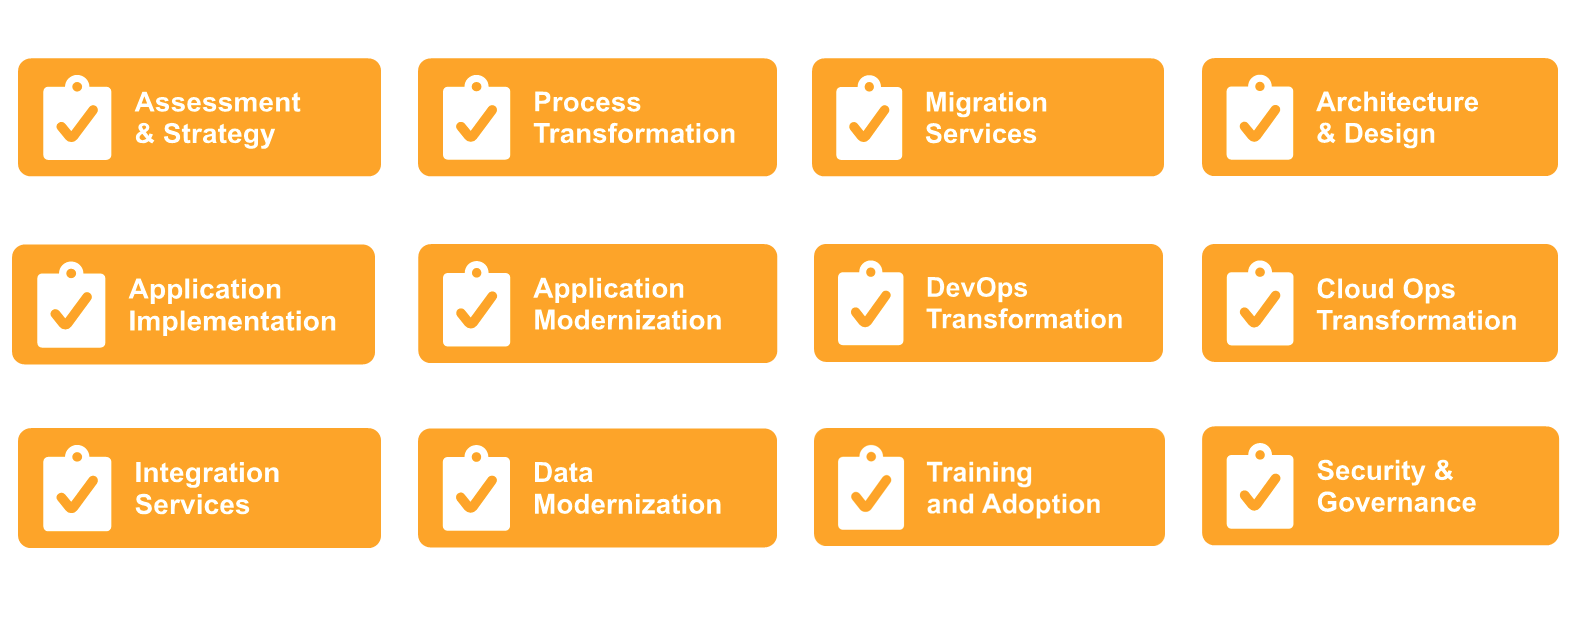 Assessment
& Strategy
Process
Transformation
Migration
Services
Architecture
& Design
Application
Implementation
Application
Modernization
DevOps
Transformation
Cloud Ops
Transformation
Integration
Services
Data
Modernization
Training
and Adoption
Security &
Governance